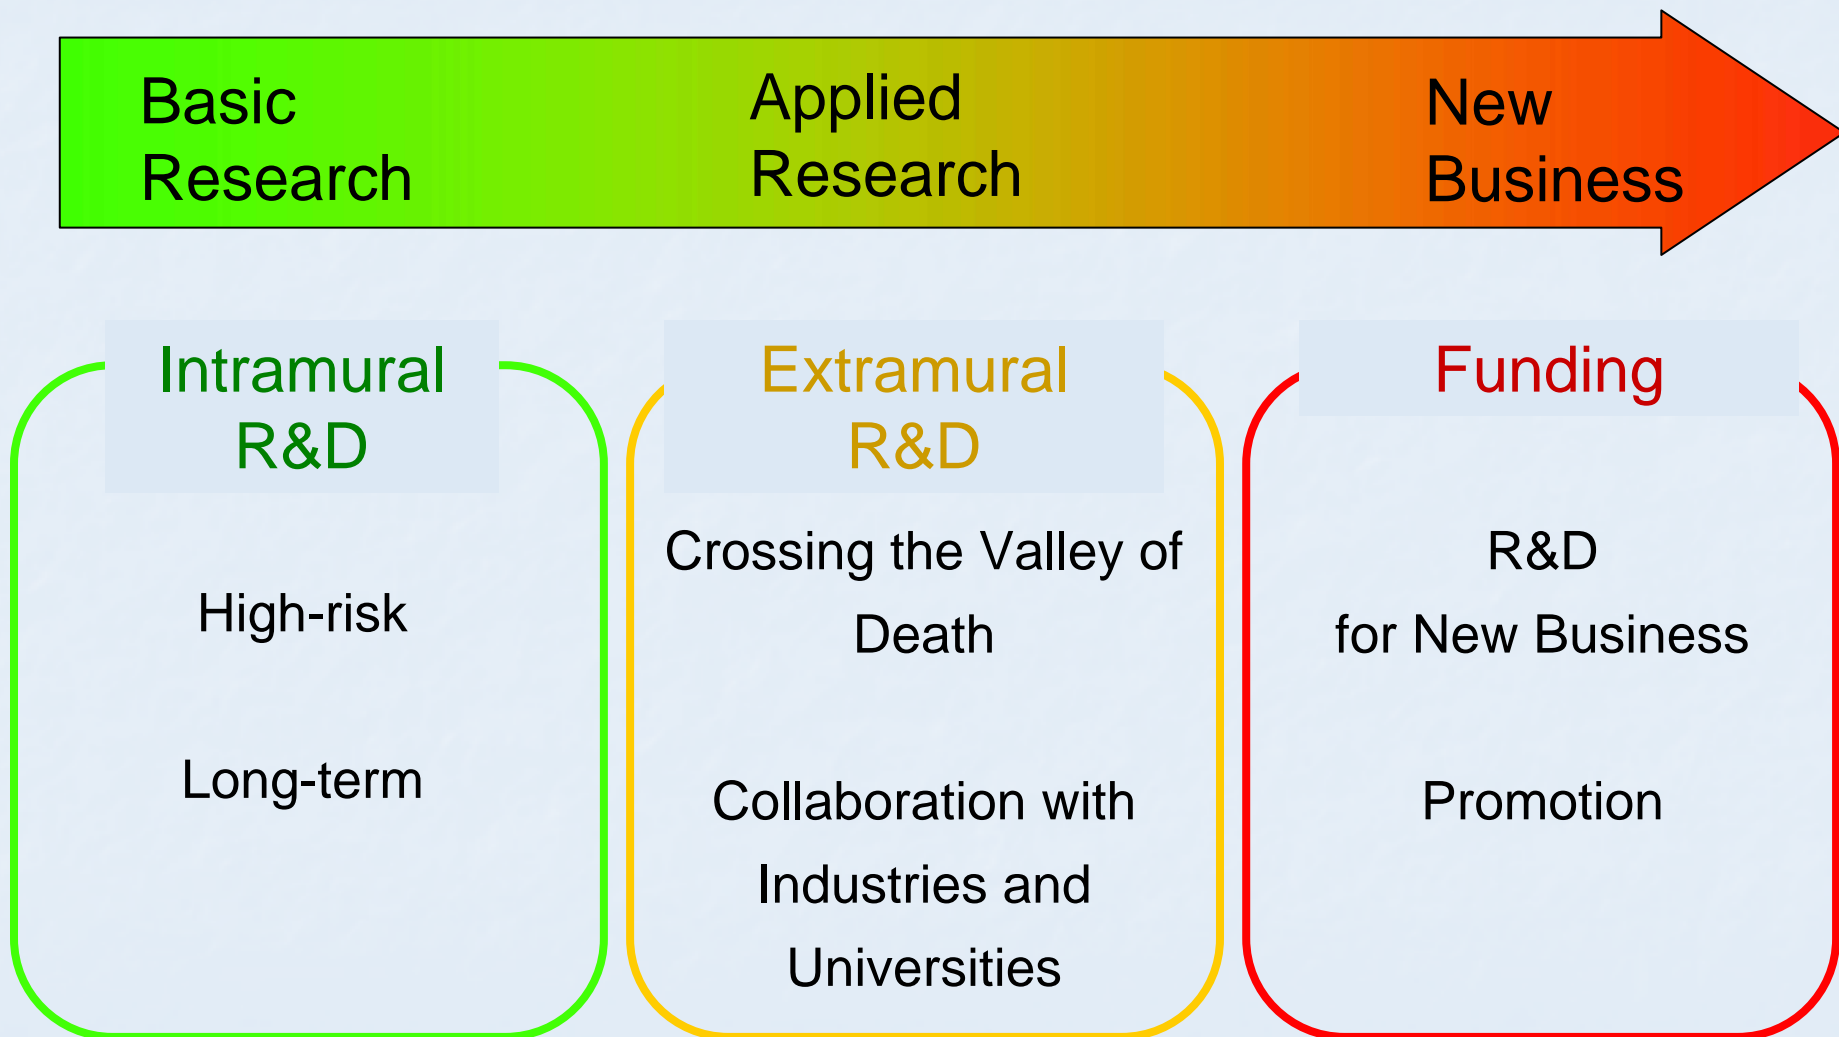 Basic
Research
Applied
Research
New
Business
Intramural
R&D
High-risk
Long-term
Extramural
R&D
Crossing the Valley of
Death
Collaboration with
Industries and
Universities
Funding
R&D
for New Business
Promotion